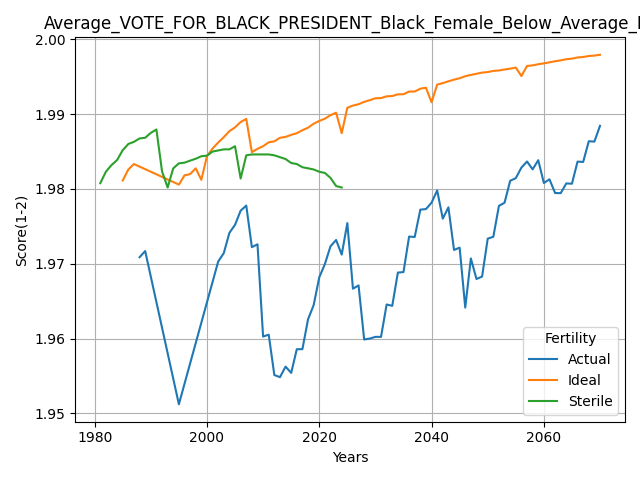 Average_VOTE_FOR_BLACK_PRESIDENT_Black_Female_Below_Average_
2.00
1.99
1.98
1.97
1.96
1.95
Score(1-2)
1980 2000 2020 2040 2060
Years
Fertility
Actual
Ideal
Sterile